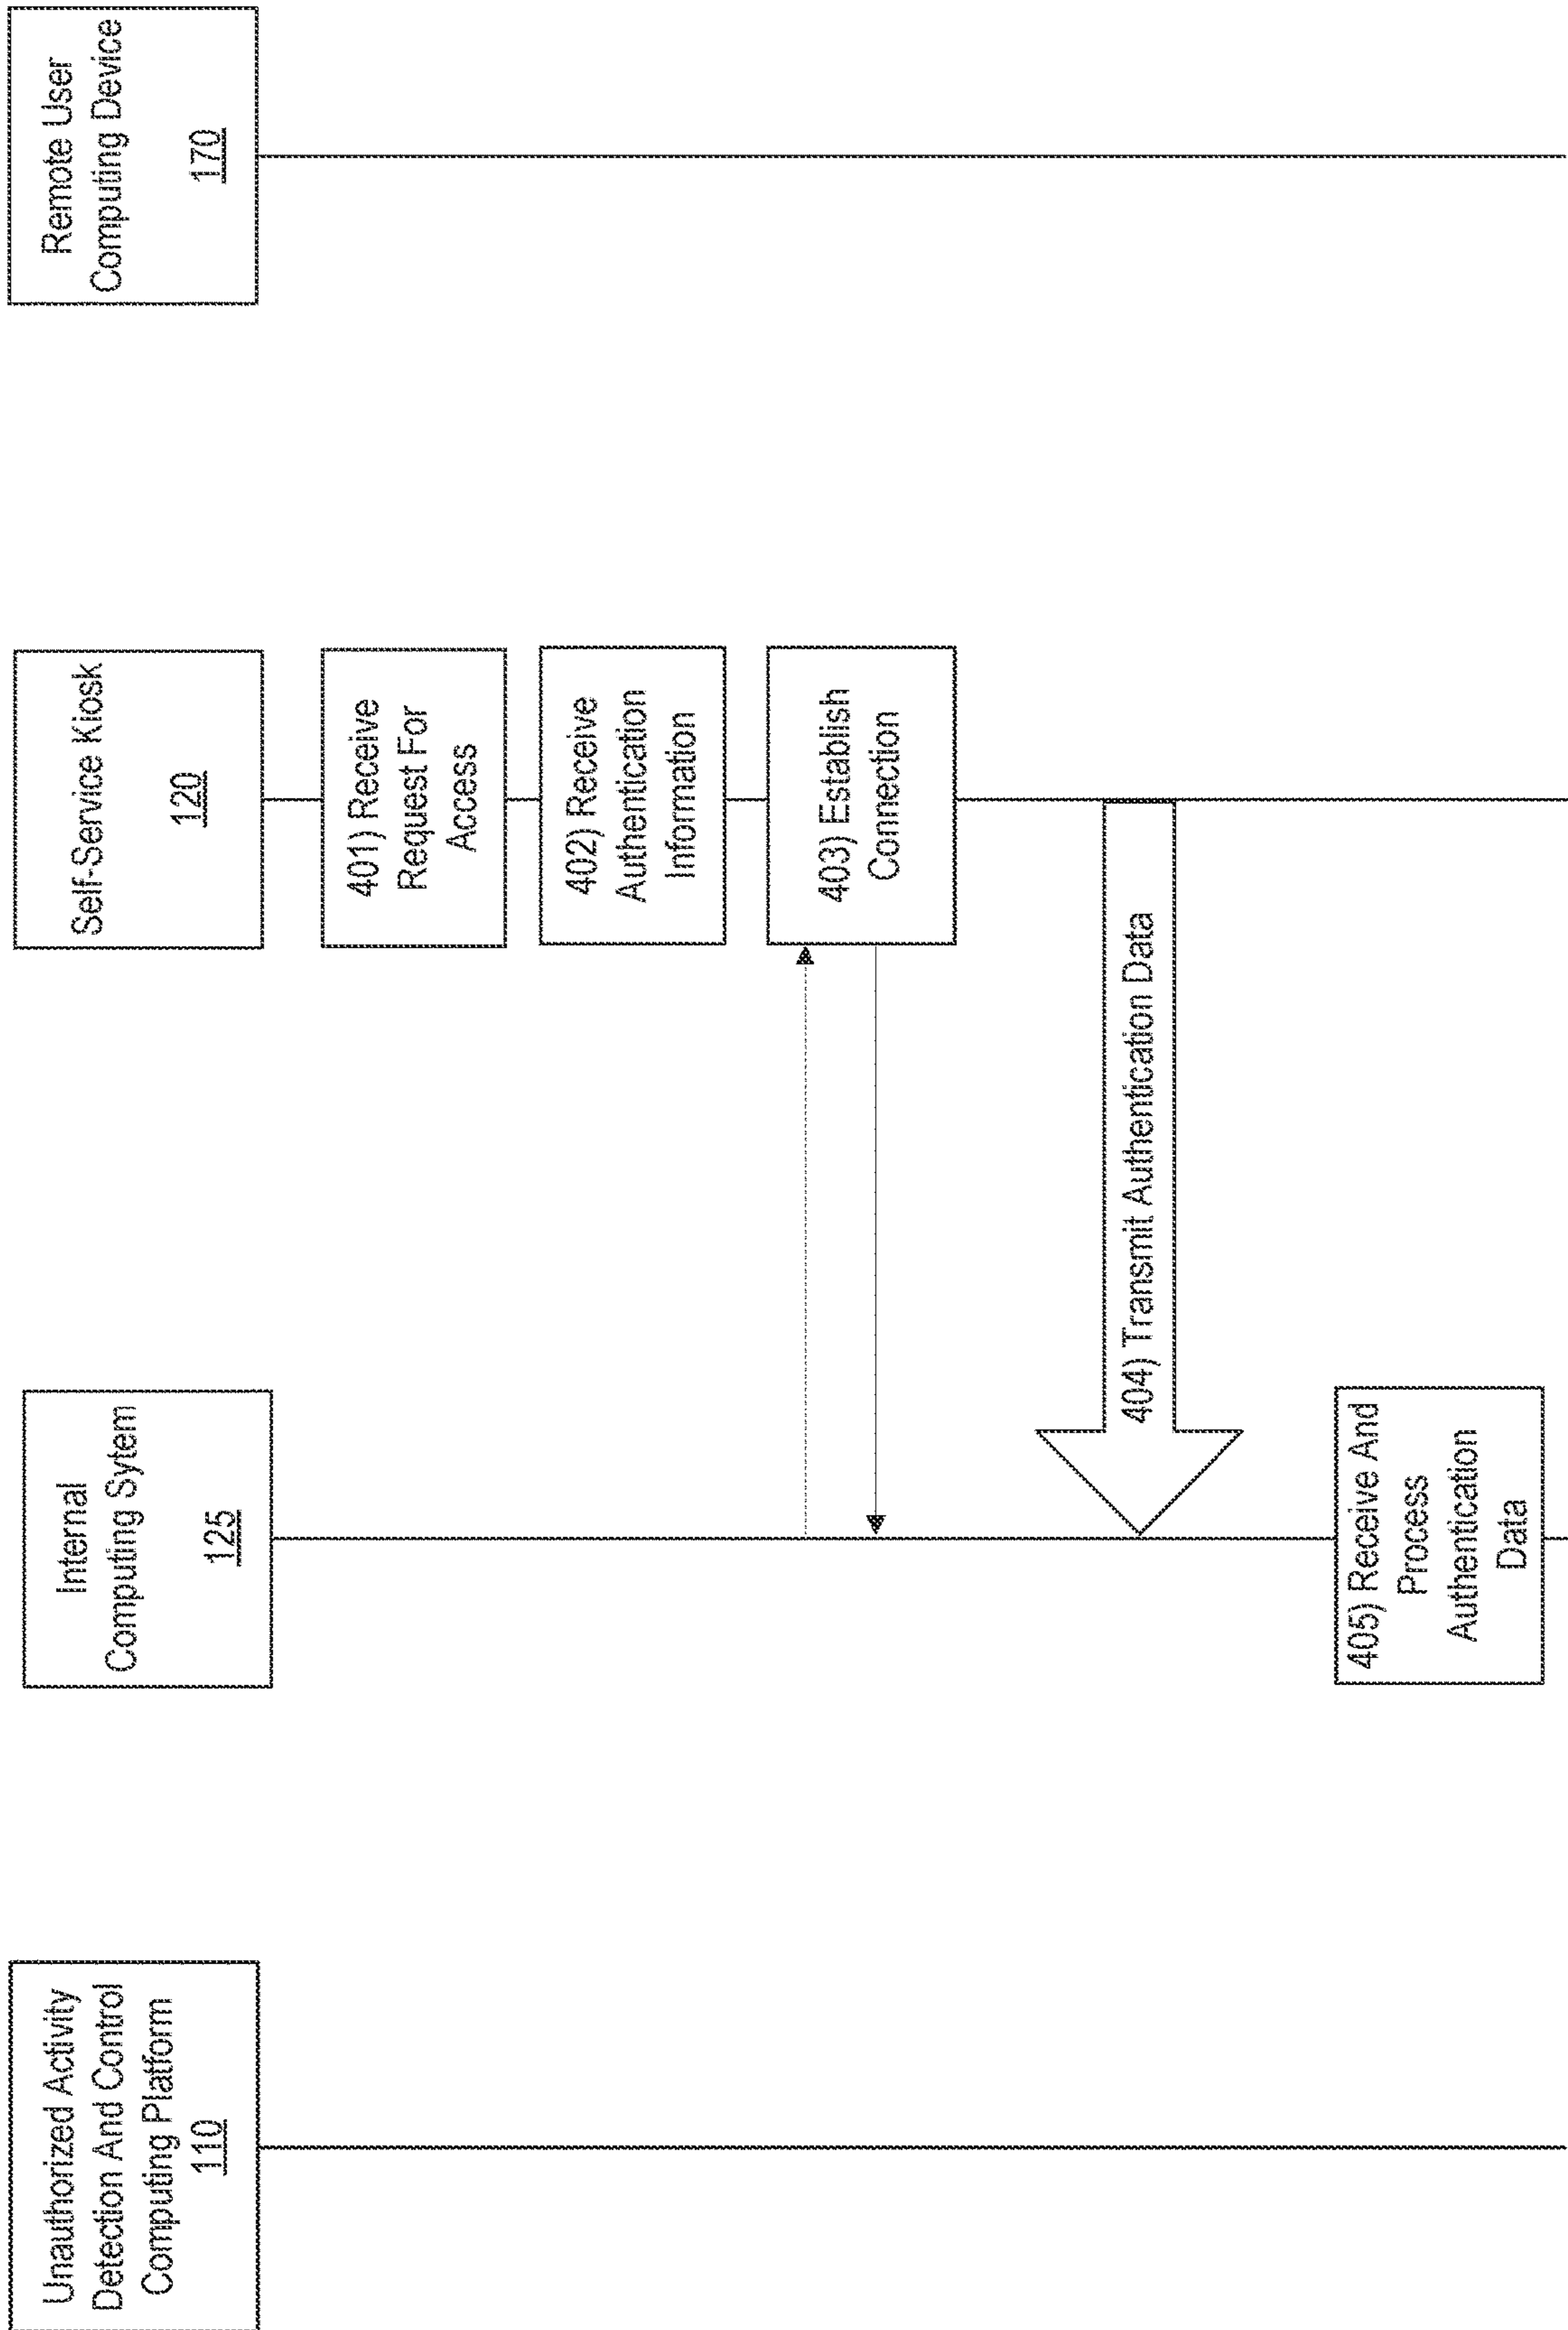 Unauthorized Activity
Detection And Control
Computing Platform
110
Internal
Computing Sytem
125
Self-Service Kiosk
120
Remote User
Computing Device
170
401) Receive
Request For
Access
402) Receive
Authentication
Information
403) Establish
Connection
404) Transmit Authentication Data
405) Receive And
Process
Authentication
Data